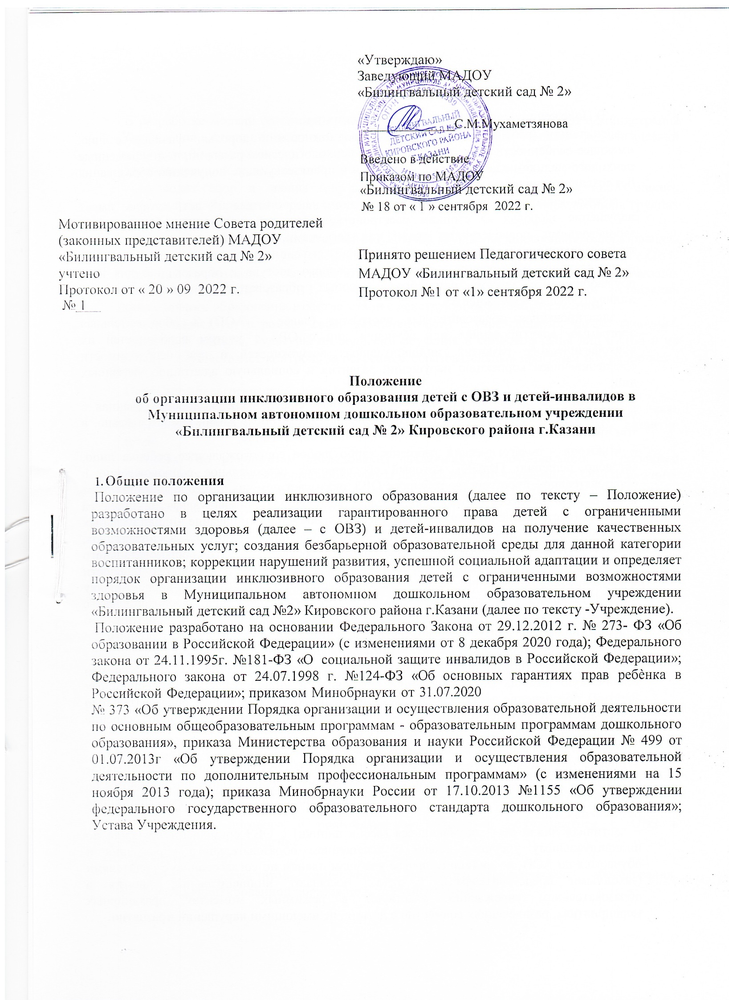 «Утверждаю»
Заведующий МАДОУ
«Билингвальный детский сад № 2»
С.М.Мухаметзянова
БИЛИНГВАЛЬНЫЙ
ДЕТСКИЙ САД №2
КИРОВСКОГО РАЙОНА
Г.КАЗАНИ
Введено в действие
Приказом по МАДОУ
«Билингвальный детский сад № 2»
№ 18 от « 1 » сентября 2022 г.
Мотивированное мнение Совета родителей
(законных представителей) МАДОУ
«Билингвальный детский сад № 2»
учтено
Протокол от « 20 » 09 2022 г.
№ 1
Принято решением Педагогического совета
МАДОУ «Билингвальный детский сад № 2»
Протокол №1 от «1» сентября 2022 г.
Положение
об организации инклюзивного образования детей с ОВЗ и детей-инвалидов в
Муниципальном автономном дошкольном образовательном учреждении
«Билингвальный детский сад № 2» Кировского района г.Казани
1. Общие положения
Положение по организации инклюзивного образования (далее по тексту – Положение)
разработано в целях реализации гарантированного права детей с ограниченными
возможностями здоровья (далее – с ОВЗ) и детей-инвалидов на получение качественных
образовательных услуг; создания безбарьерной образовательной среды для данной категории
воспитанников; коррекции нарушений развития, успешной социальной адаптации и определяет
порядок организации инклюзивного образования детей с ограниченными возможностями
здоровья в Муниципальном автономном дошкольном образовательном учреждении
«Билингвальный детский сад №2» Кировского района г.Казани (далее по тексту -Учреждение).
Положение разработано на основании Федерального Закона от 29.12.2012 г. № 273- ФЗ «Об
образовании в Российской Федерации» (с изменениями от 8 декабря 2020 года); Федерального
закона от 24.11.1995г. №181-ФЗ «О социальной защите инвалидов в Российской Федерации»;
Федерального закона от 24.07.1998 г. №124-ФЗ «Об основных гарантиях прав ребѐнка в
Российской Федерации»; приказом Минобрнауки от 31.07.2020
№ 373 «Об утверждении Порядка организации и осуществления образовательной деятельности
по основным общеобразовательным программам - образовательным программам дошкольного
образования», приказа Министерства образования и науки Российской Федерации № 499 от
01.07.2013г «Об утверждении Порядка организации и осуществления образовательной
деятельности по дополнительным профессиональным программам» (с изменениями на 15
ноября 2013 года); приказа Минобрнауки России от 17.10.2013 №1155 «Об утверждении
федерального государственного образовательного стандарта дошкольного образования»;
Устава Учреждения.